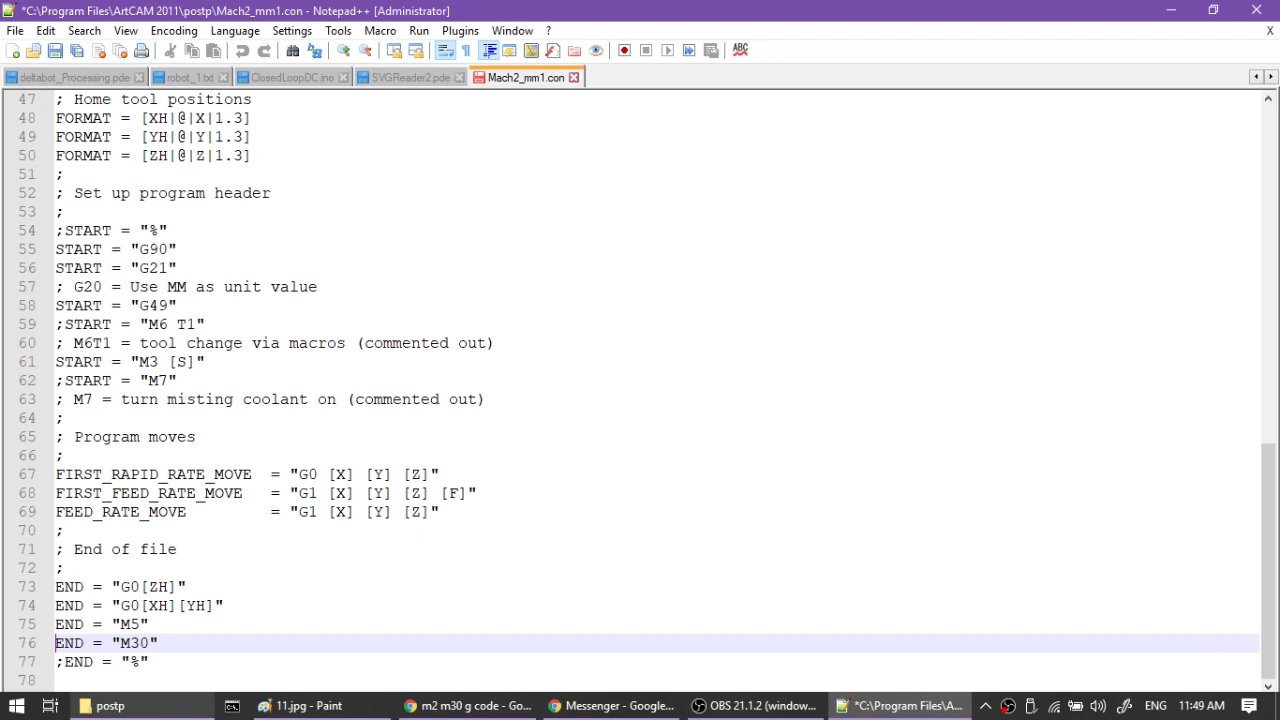 *C:\Program Files\ArtCAM 2011\postp\Mach2_mm1.con - Notepad++ [Administrator]
File Edit Search View Encoding Language Settings Tools Macro Run Plugins Window ? X
deltabot_Processing.pde robot_1.txt ClosedLoopDC.ino SVGReader2.pde Mach2_mm1.con
47 ; Home tool positions
48 FORMAT = [XH|@|X|1.3]
49 FORMAT = [YH|@|Y|1.3]
50 FORMAT = [ZH|@|Z|1.3]
51 ;
52 ; Set up program header
53 ;
54 ;START = "%"
55 START = "G90"
56 START = "G21"
57 ; G20 = Use MM as unit value
58 START = "G49"
59 ;START = "M6 T1"
60 ; M6T1 = tool change via macros (commented out)
61 START = "M3 [S]"
62 ;START = "M7"
63 ; M7 = turn misting coolant on (commented out)
64 ;
65 ; Program moves
66 ;
67 FIRST_RAPID_RATE_MOVE  = "G0 [X] [Y] [Z]"
68 FIRST_FEED_RATE_MOVE   = "G1 [X] [Y] [Z] [F]"
69 FEED_RATE_MOVE         = "G1 [X] [Y] [Z]"
70 ;
71 ; End of file
72 ;
73 END = "G0[ZH]"
74 END = "G0[XH][YH]"
75 END = "M5"
76 END = "M30"
77 ;END = "%"
78
postp 11.jpg - Paint m2 m30 g code - Go... Messenger - Google... OBS 21.1.2 (window... *C:\Program Files\A... ENG 11:49 AM